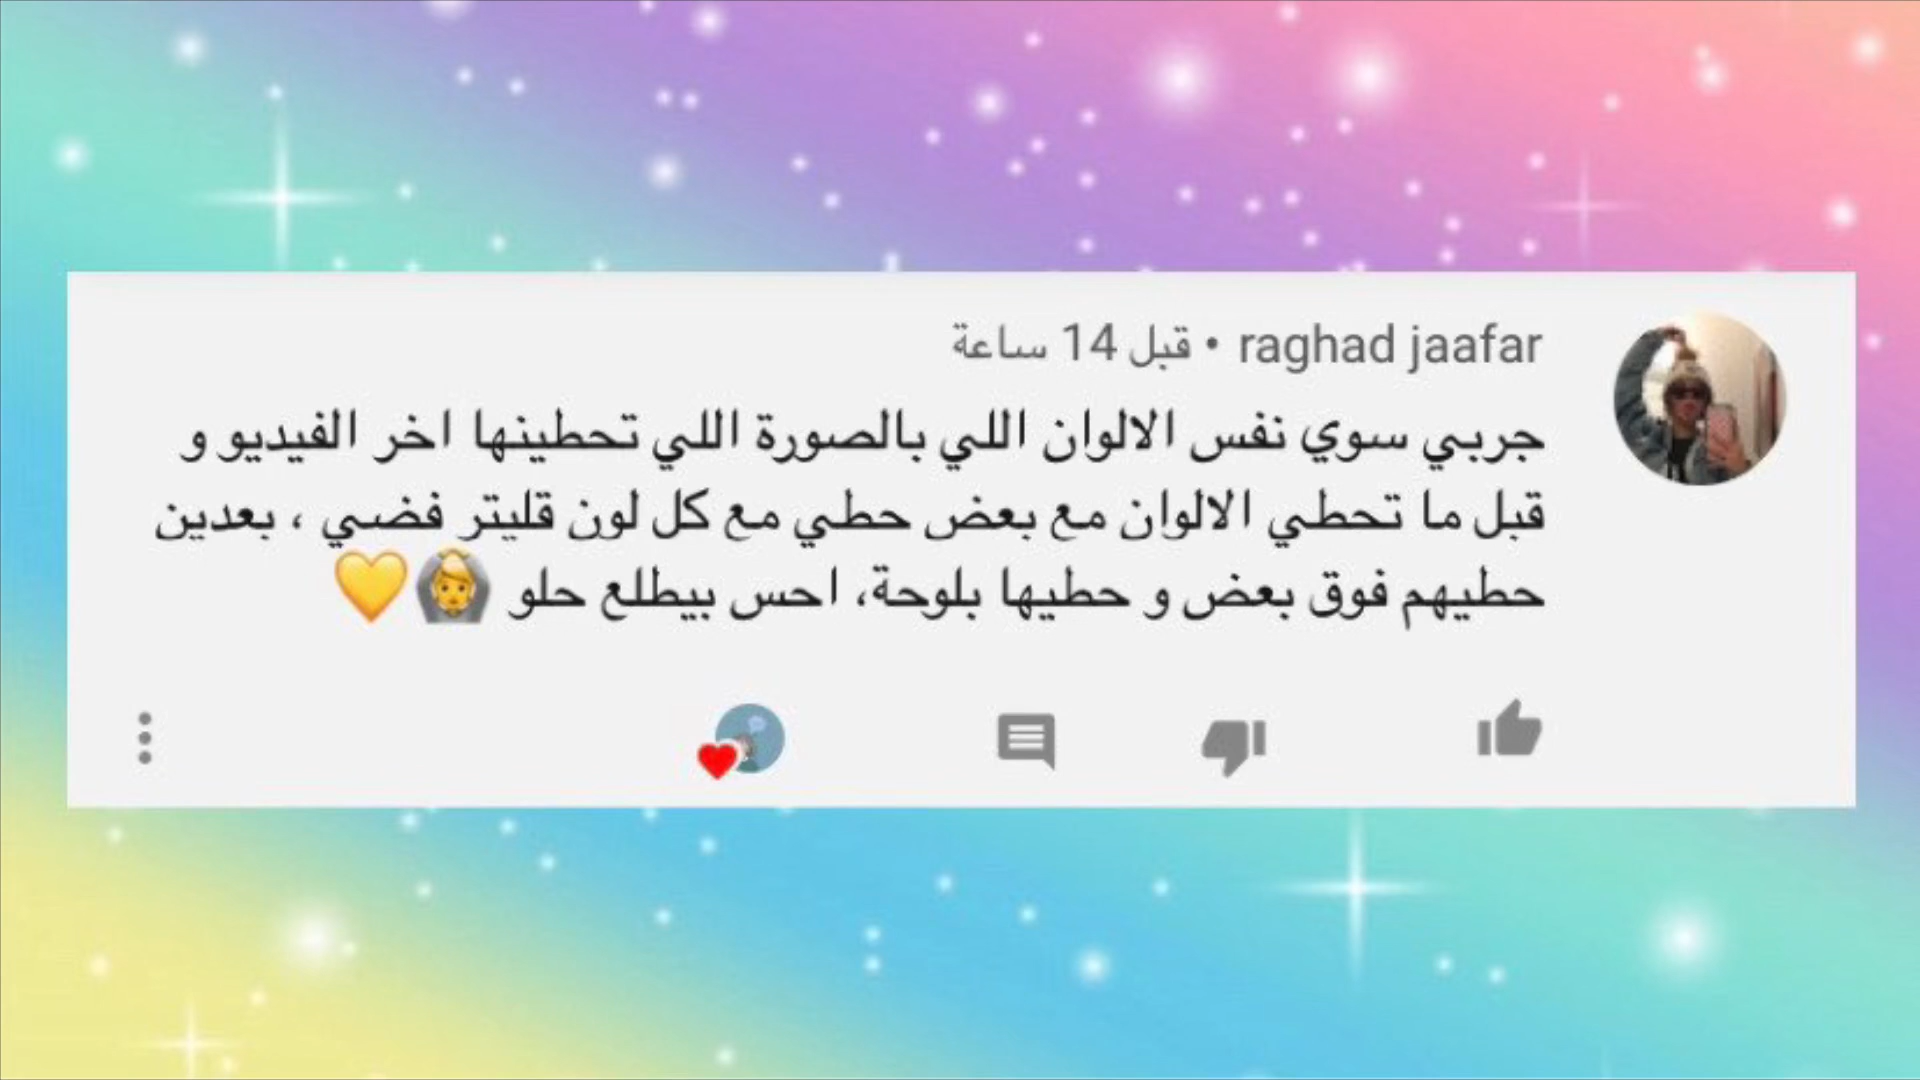 raghad jaafar • قبل 14 ساعة
جربي سوي نفس الالوان اللي بالصورة اللي تحطينها اخر الفيديو و
قبل ما تحطي الالوان مع بعض حطي مع كل لون قليتر فضي ، بعدين
حطيهم فوق بعض و حطيها بلوحة، احس بيطلع حلو 🙆💛